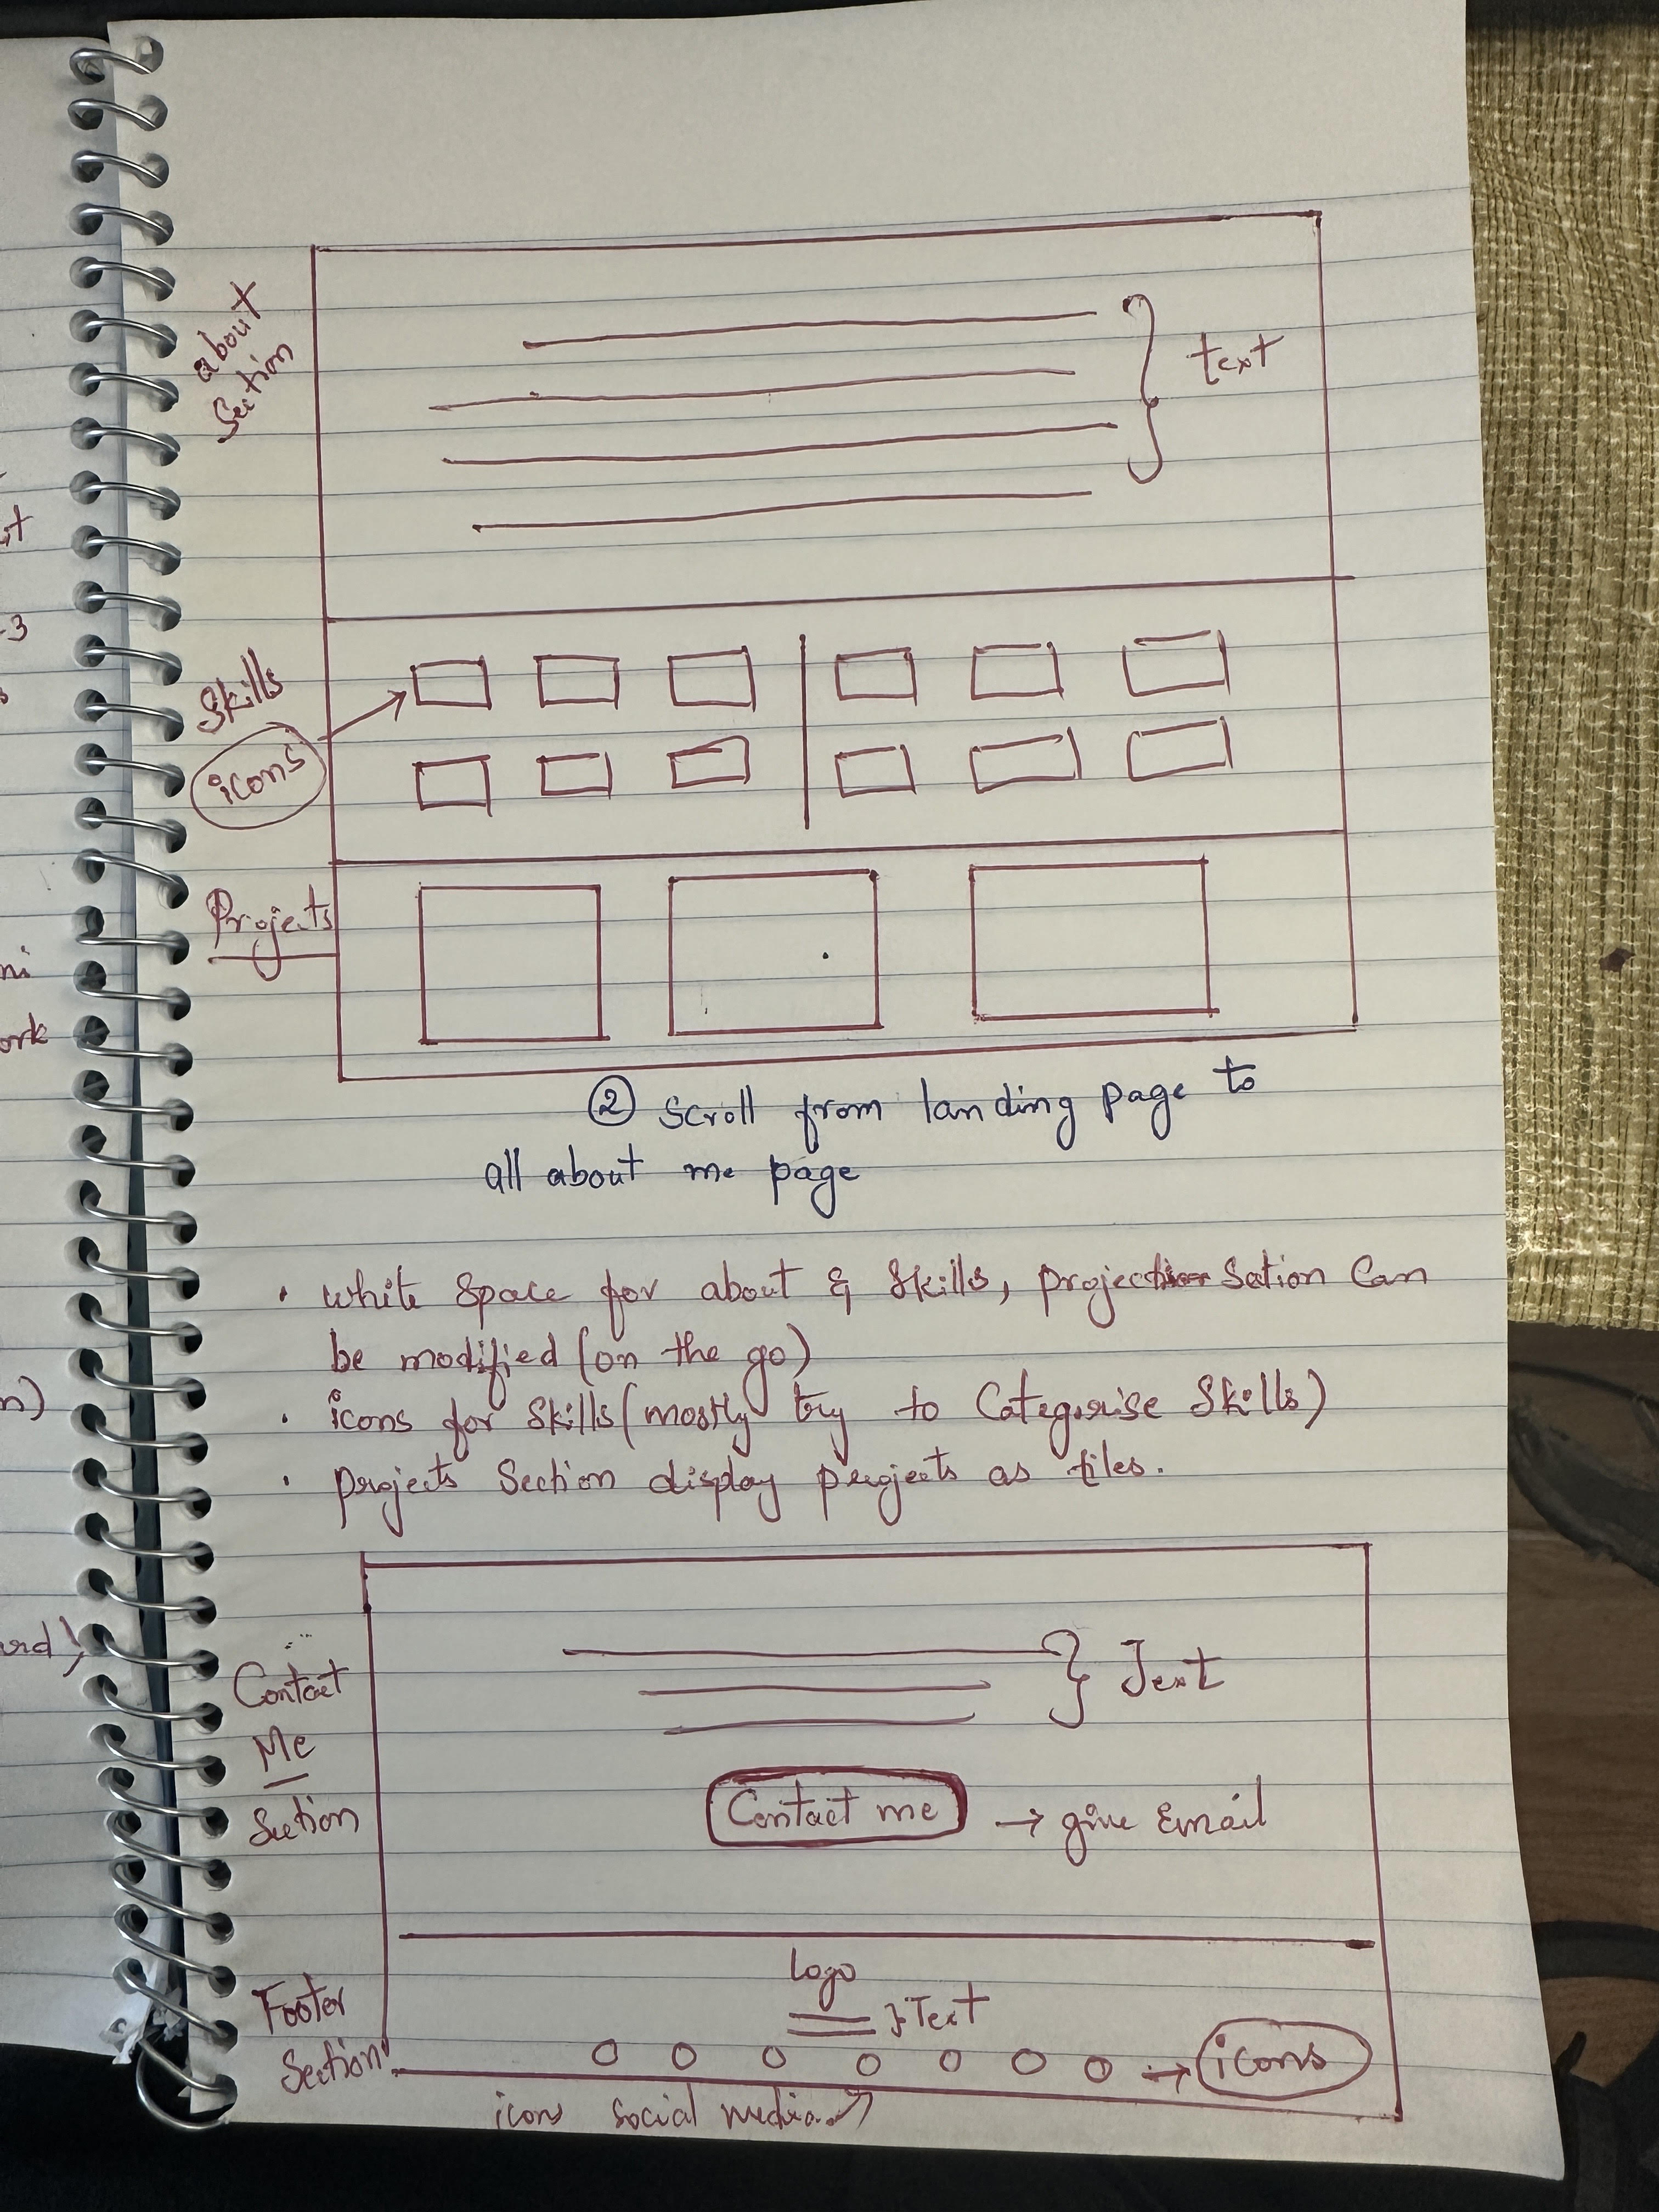 about
Section
text
Skills
icons
Projects
② Scroll from landing page to
all about me page
• white space for about & skills, project Section Can
be modified (on the go)
• icons for skills (mostly try to Categorise Skills)
• projects Section display projects as tiles.
Contact
Me
Section
Text
Contact me → give Email
Logo
Text
Footer
Section
→ icons
icons social media
t
-3
ork
n)